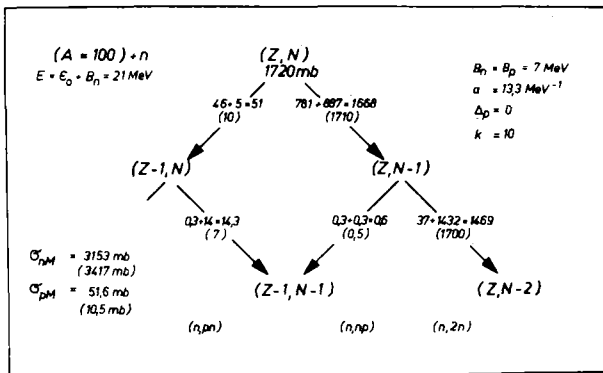 (A = 100) + n
E = ε₀ + Bₙ = 21 MeV
(Z, N)
1720 mb
Bₙ = Bₚ = 7 MeV
a = 13,3 MeV⁻¹
Δₚ = 0
k = 10
46+5=51
(10)
781+887=1668
(1710)
(Z-1, N)
(Z, N-1)
0,3+14=14,3
(7)
0,3+0,3=0,6
(0,5)
37+1432=1469
(1700)
σnM = 3153 mb
(3417 mb)
σpM = 51,6 mb
(10,5 mb)
(Z-1, N-1)
(Z, N-2)
(n,pn)
(n,np)
(n,2n)